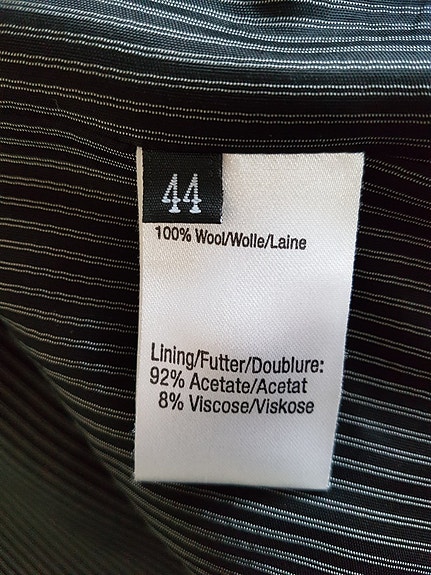 44
100% Wool/Wolle/Laine
Lining/Futter/Doublure:
92% Acetate/Acetat
8% Viscose/Viskose